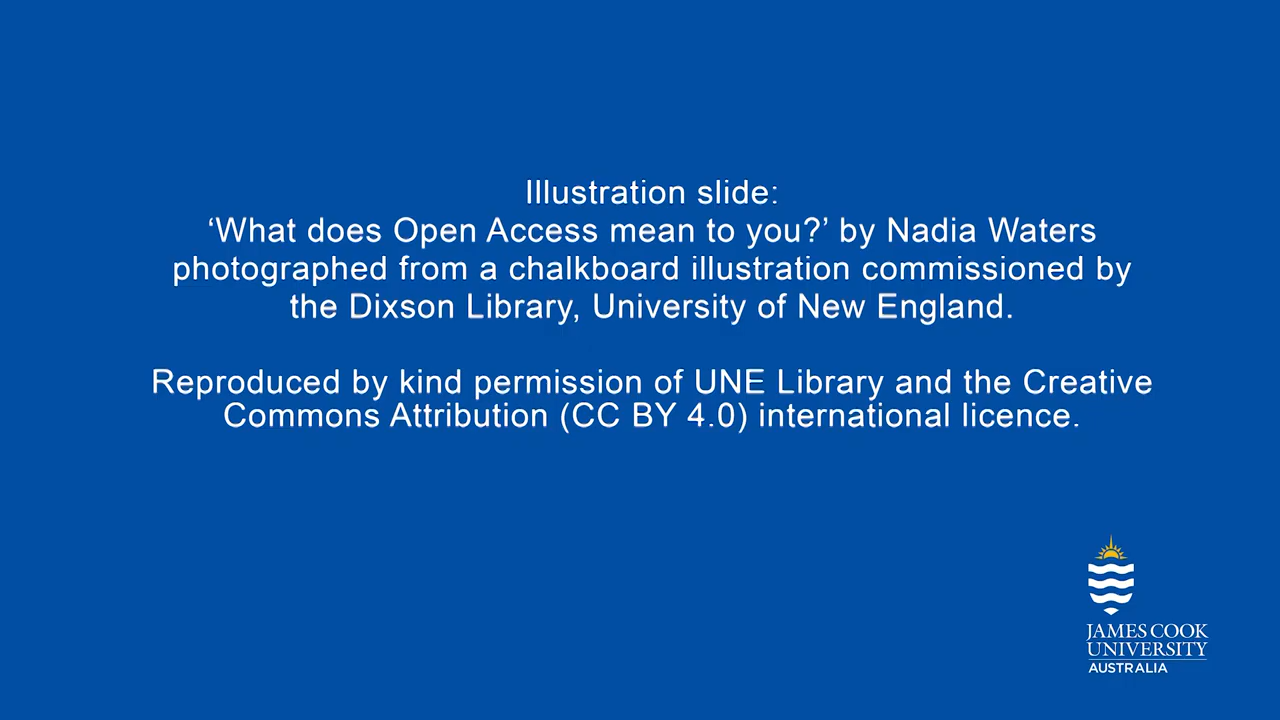 Illustration slide:
‘What does Open Access mean to you?’ by Nadia Waters
photographed from a chalkboard illustration commissioned by
the Dixson Library, University of New England.
Reproduced by kind permission of UNE Library and the Creative
Commons Attribution (CC BY 4.0) international licence.
JAMES COOK
UNIVERSITY
AUSTRALIA